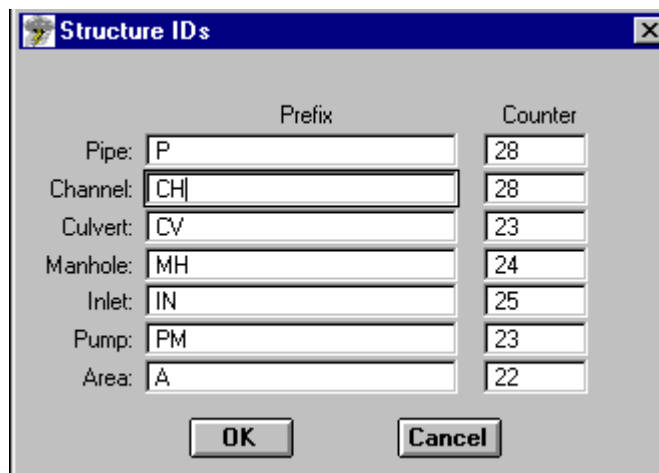 Structure IDs
Prefix Counter
Pipe: P 28
Channel: CH 28
Culvert: CV 23
Manhole: MH 24
Inlet: IN 25
Pump: PM 23
Area: A 22
OK Cancel